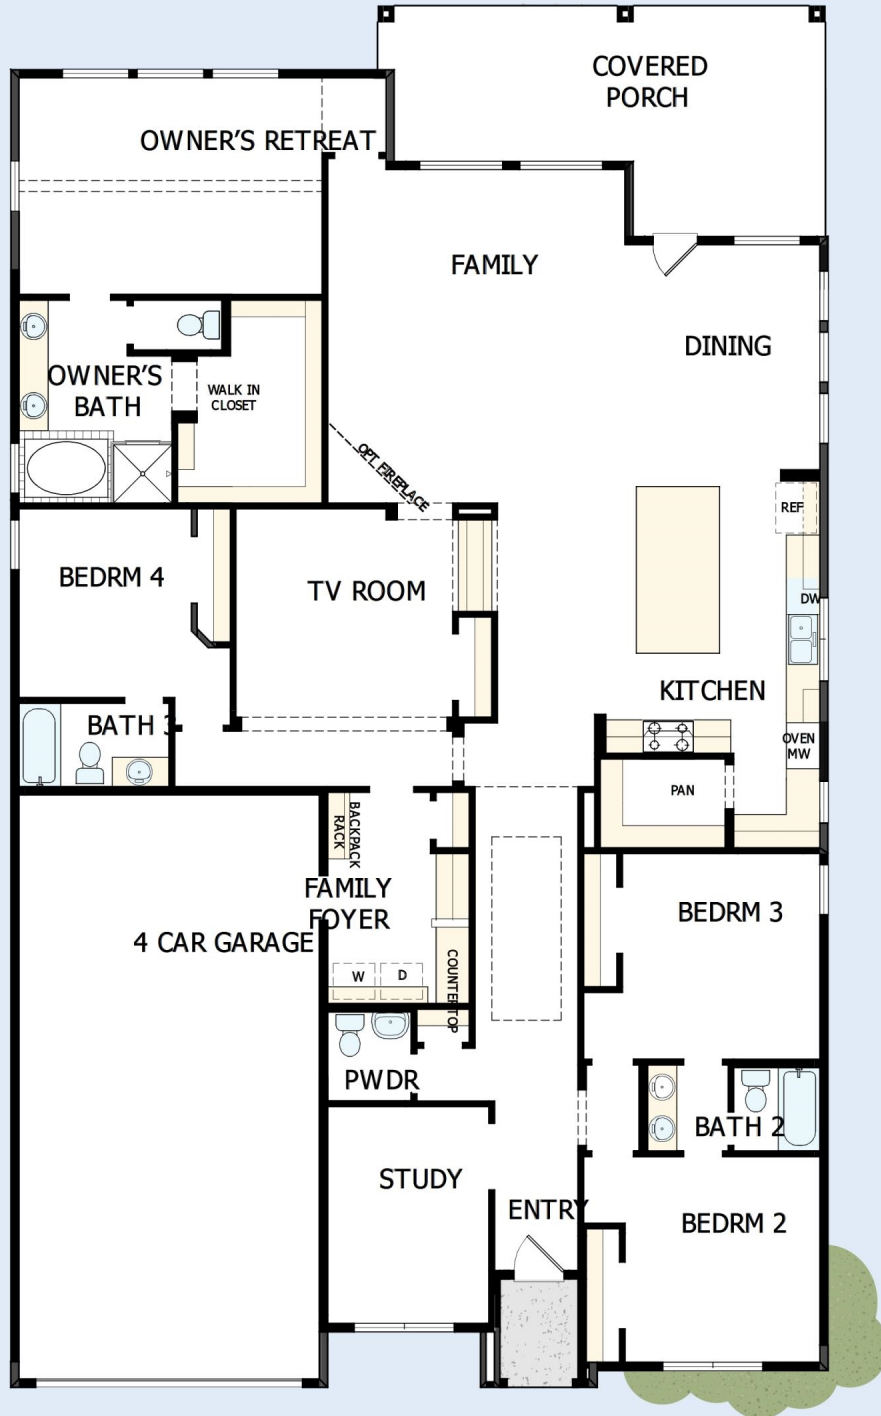 COVERED
PORCH
OWNER'S RETREAT
FAMILY
DINING
OWNER'S
BATH
WALK IN
CLOSET
OPT FIREPLACE
REF
BEDRM 4
TV ROOM
DW
KITCHEN
BATH 3
OVEN
MW
PAN
BACKPACK
RACK
FAMILY
FOYER
BEDRM 3
4 CAR GARAGE
W
D
COUNTERTOP
PWDR
BATH 2
STUDY
ENTRY
BEDRM 2